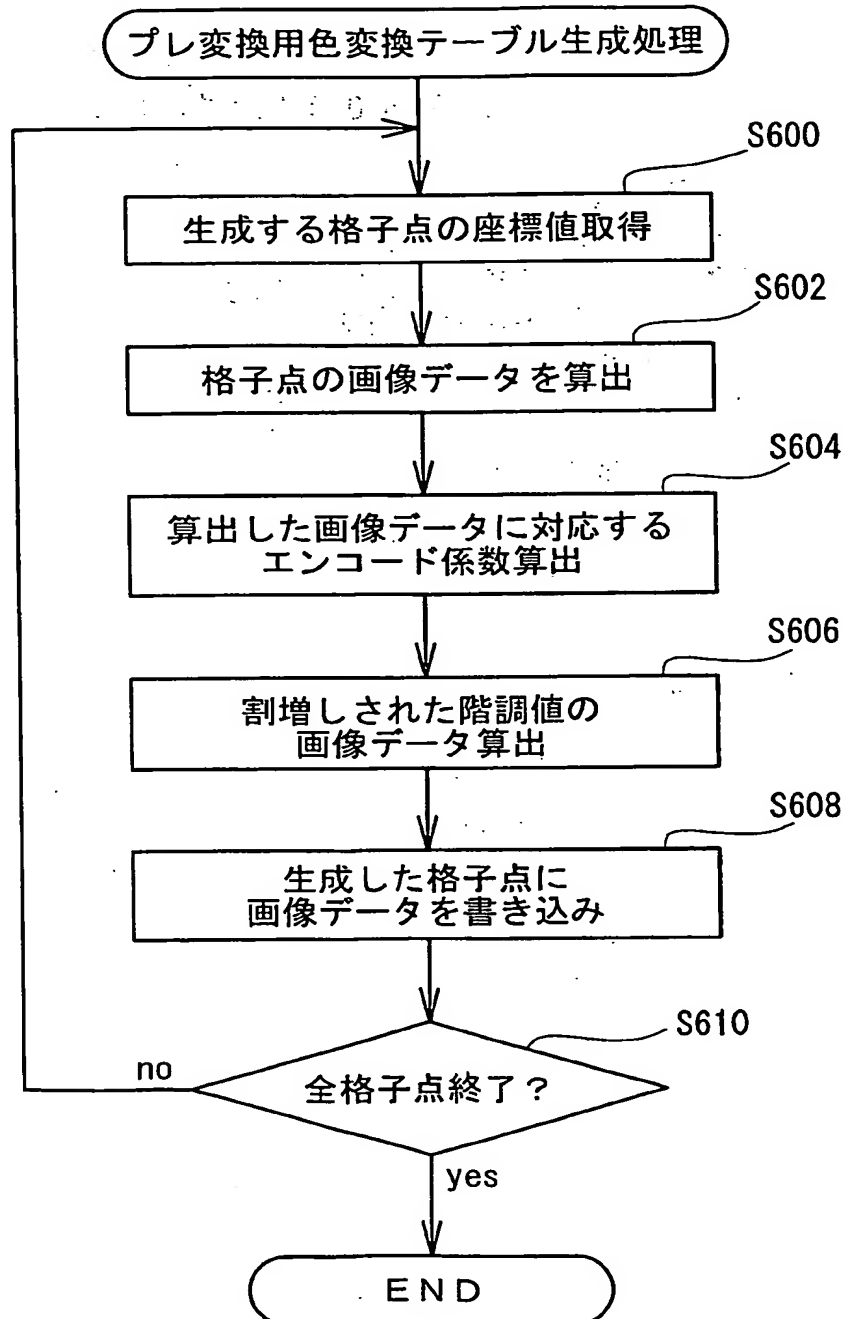 プレ変換用色変換テーブル生成処理
S600
生成する格子点の座標値取得
S602
格子点の画像データを算出
S604
算出した画像データに対応する
エンコード係数算出
S606
割増しされた階調値の
画像データ算出
S608
生成した格子点に
画像データを書き込み
S610
全格子点終了?
no
yes
END